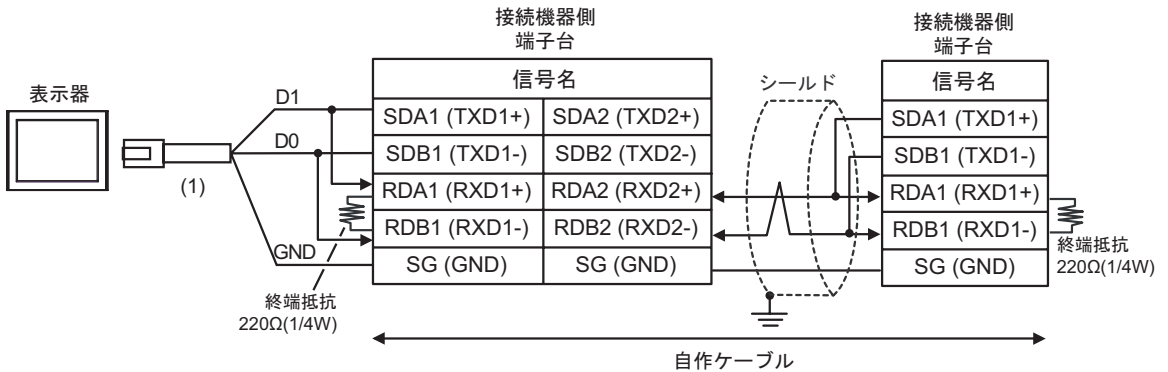 接続機器側
端子台
接続機器側
端子台
表示器
D1
D0
GND
(1)
信号名
SDA1 (TXD1+) SDA2 (TXD2+)
SDB1 (TXD1-) SDB2 (TXD2-)
RDA1 (RXD1+) RDA2 (RXD2+)
RDB1 (RXD1-) RDB2 (RXD2-)
SG (GND) SG (GND)
終端抵抗
220Ω(1/4W)
シールド
信号名
SDA1 (TXD1+)
SDB1 (TXD1-)
RDA1 (RXD1+)
RDB1 (RXD1-)
SG (GND)
終端抵抗
220Ω(1/4W)
自作ケーブル